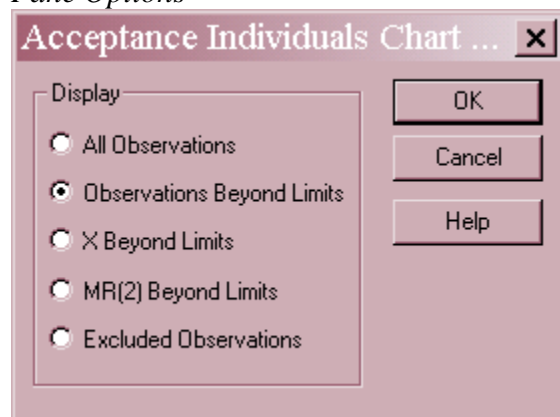 Pane Options
Acceptance Individuals Chart ...
Display
All Observations
Observations Beyond Limits
X Beyond Limits
MR(2) Beyond Limits
Excluded Observations
OK
Cancel
Help